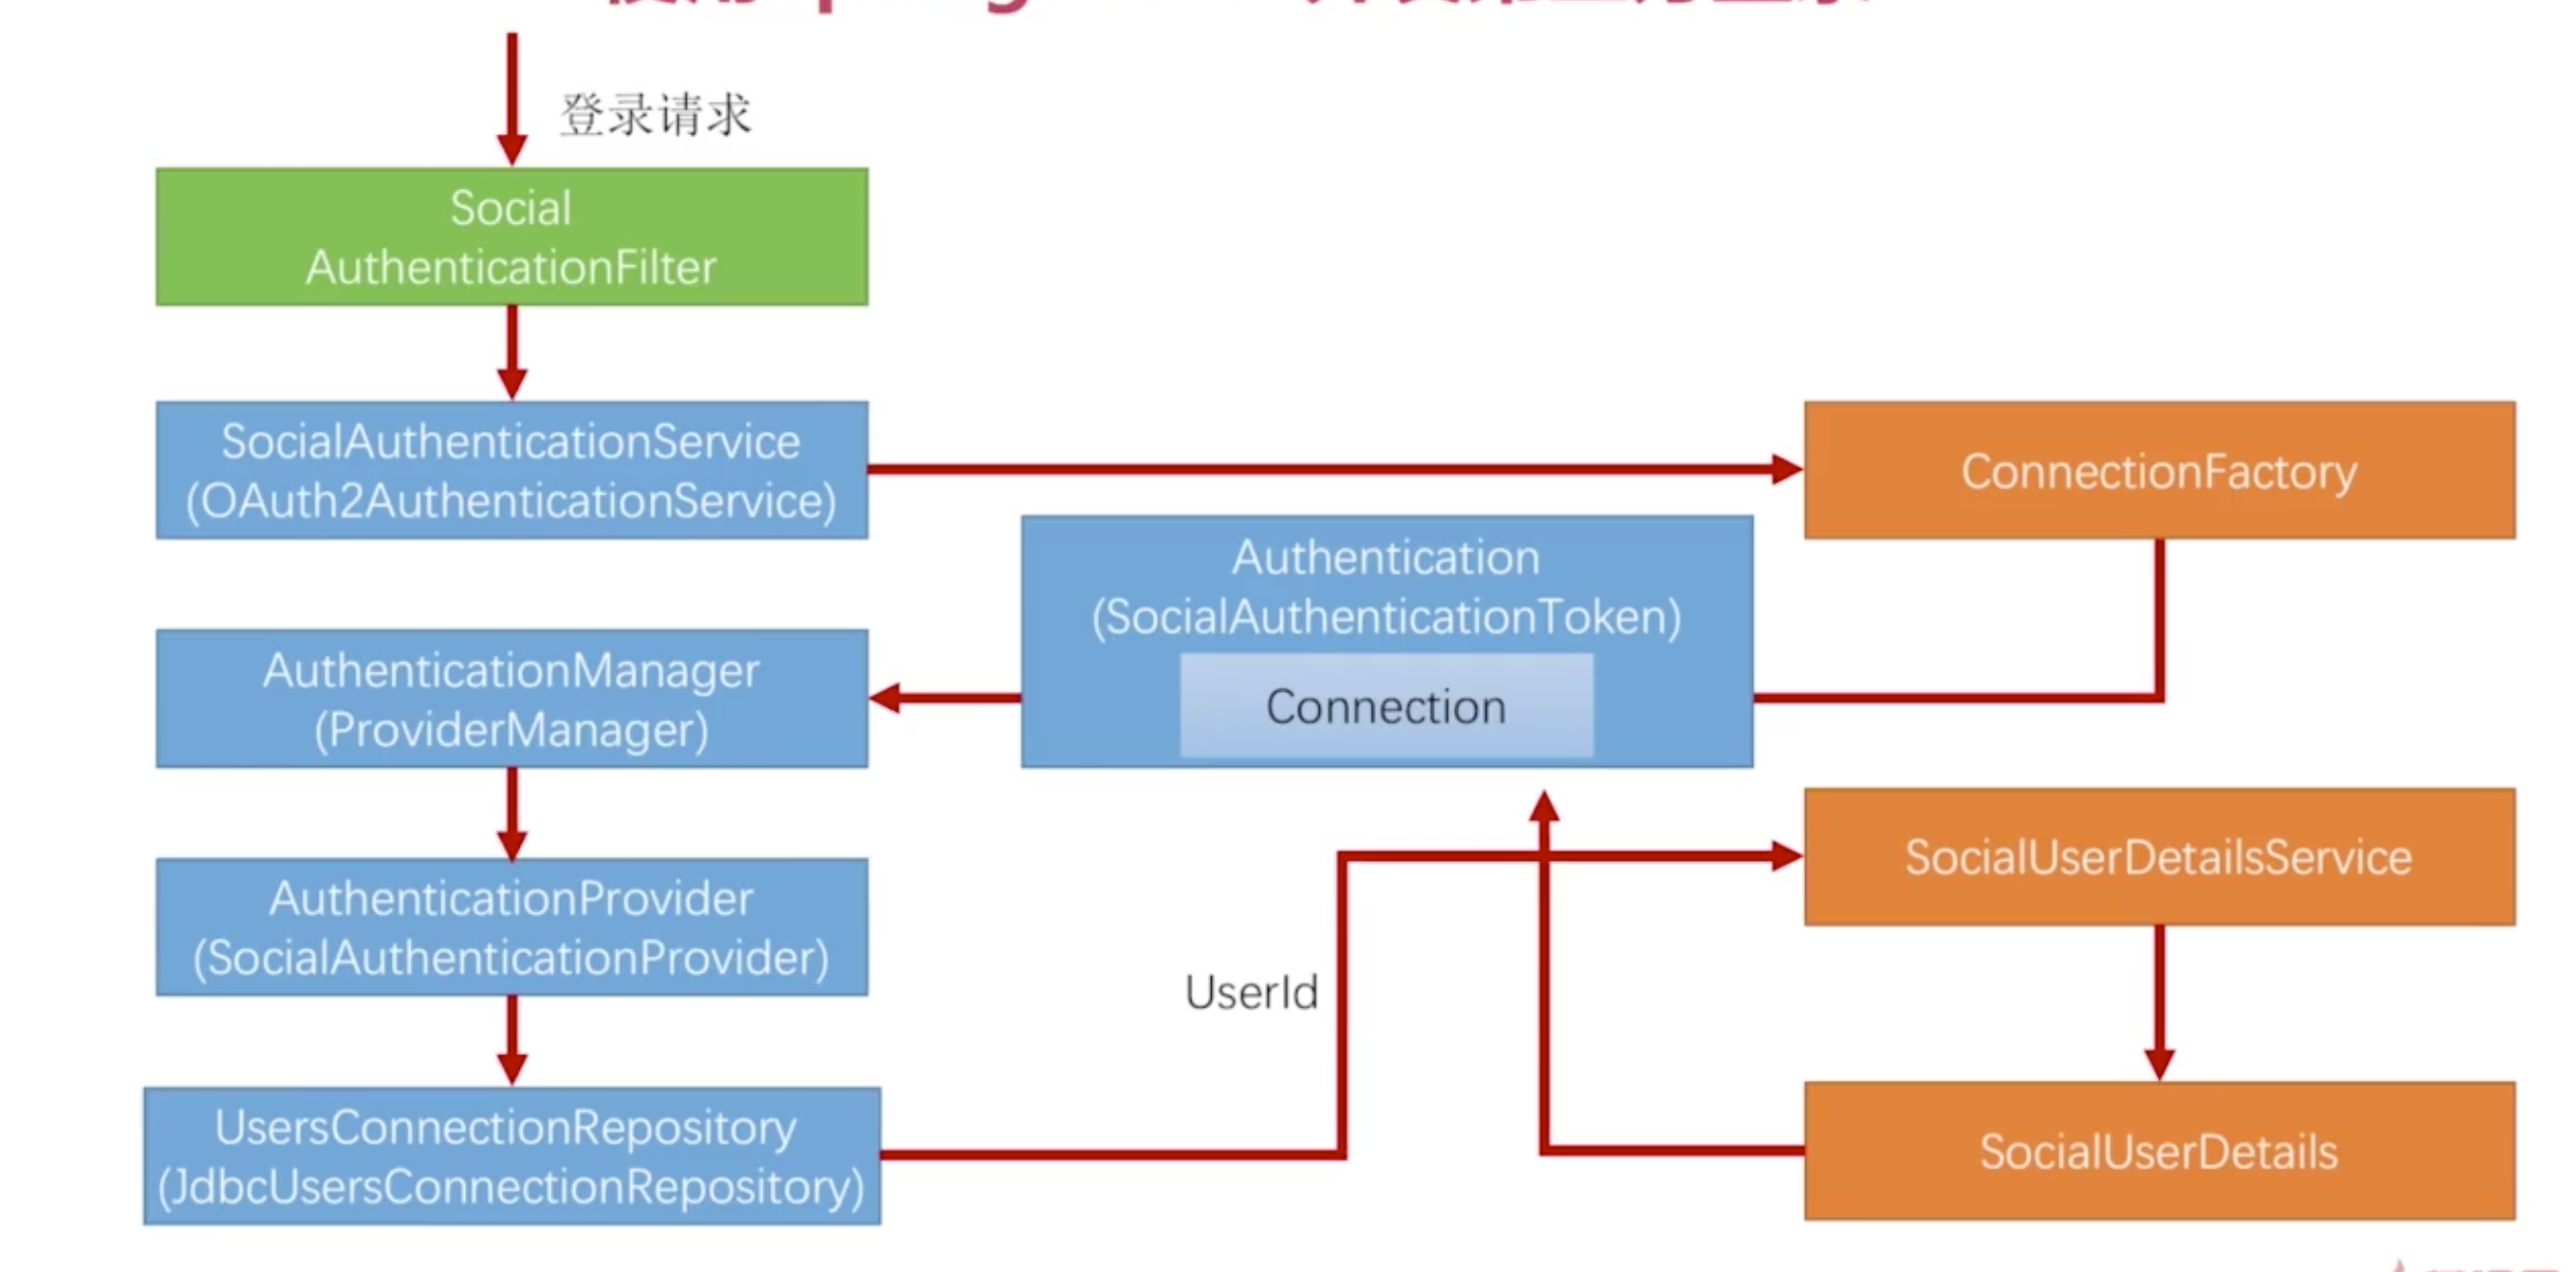 登录请求
Social
AuthenticationFilter
SocialAuthenticationService
(OAuth2AuthenticationService)
ConnectionFactory
Authentication
(SocialAuthenticationToken)
Connection
AuthenticationManager
(ProviderManager)
AuthenticationProvider
(SocialAuthenticationProvider)
SocialUserDetailsService
UserId
UsersConnectionRepository
(JdbcUsersConnectionRepository)
SocialUserDetails